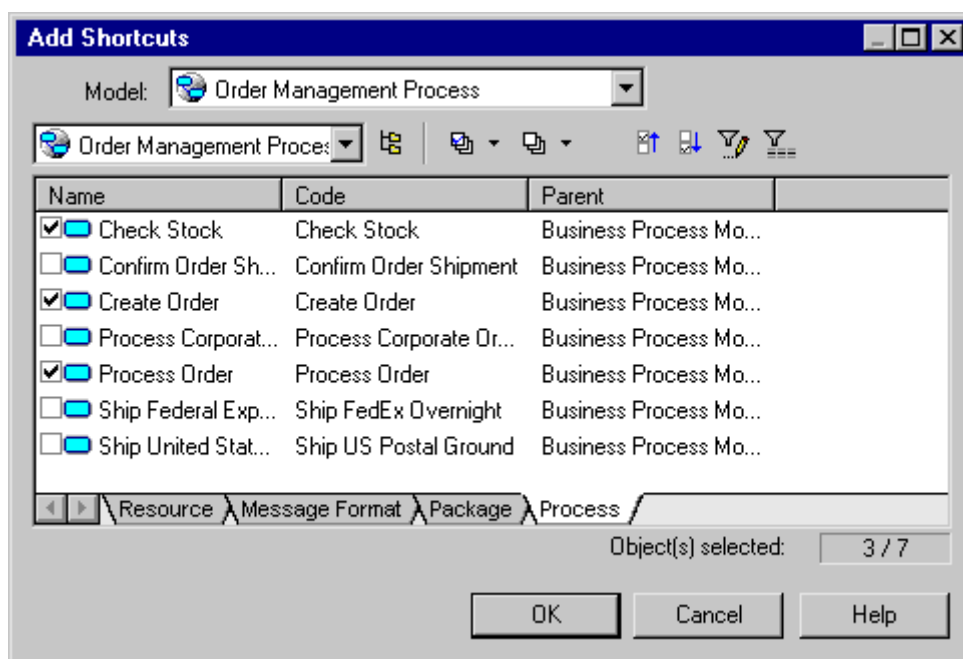 Add Shortcuts
Model: Order Management Process
Order Management Proces
Name Code Parent
Check Stock Check Stock Business Process Mo...
Confirm Order Sh... Confirm Order Shipment Business Process Mo...
Create Order Create Order Business Process Mo...
Process Corporat... Process Corporate Or... Business Process Mo...
Process Order Process Order Business Process Mo...
Ship Federal Exp... Ship FedEx Overnight Business Process Mo...
Ship United Stat... Ship US Postal Ground Business Process Mo...
Resource Message Format Package Process
Object(s) selected: 3 / 7
OK Cancel Help